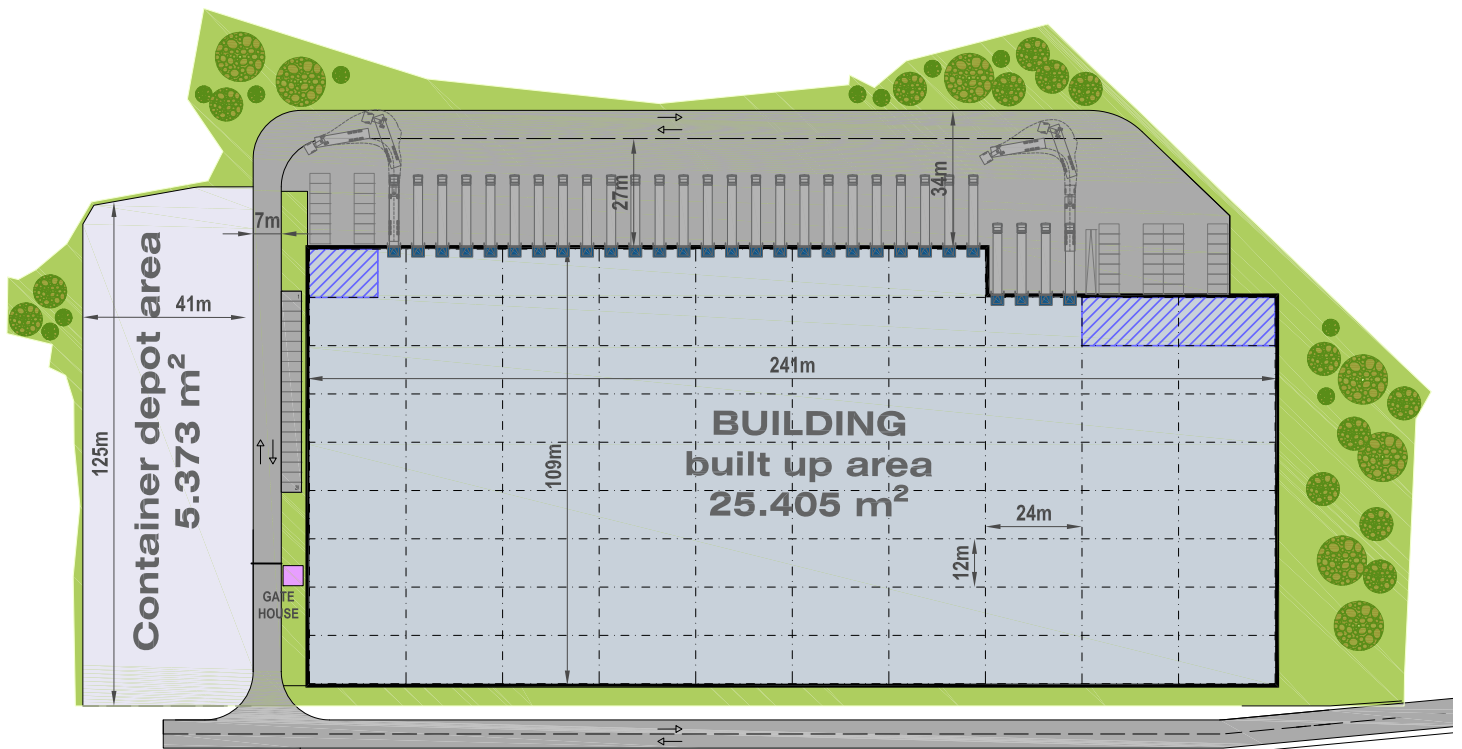 34m
27m
7m
41m
125m
Container depot area
5.373 m²
241m
109m
BUILDING
built up area
25.405 m²
24m
12m
GATE
HOUSE